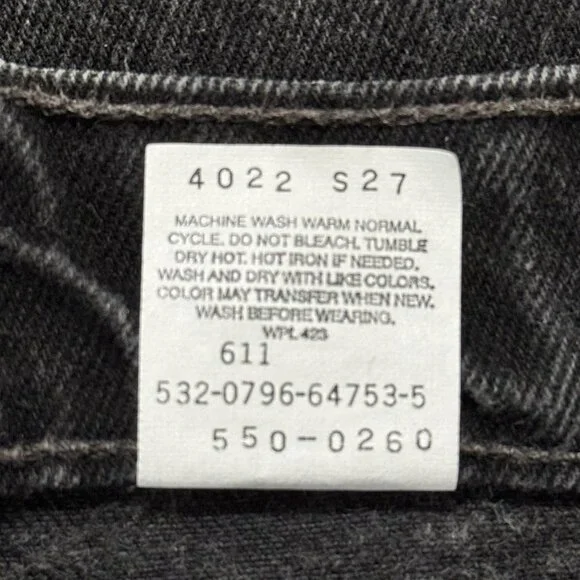 4022 S27
MACHINE WASH WARM NORMAL
CYCLE. DO NOT BLEACH. TUMBLE
DRY HOT. HOT IRON IF NEEDED.
WASH AND DRY WITH LIKE COLORS.
COLOR MAY TRANSFER WHEN NEW.
WASH BEFORE WEARING.
WPL 423
611
532-0796-64753-5
550-0260